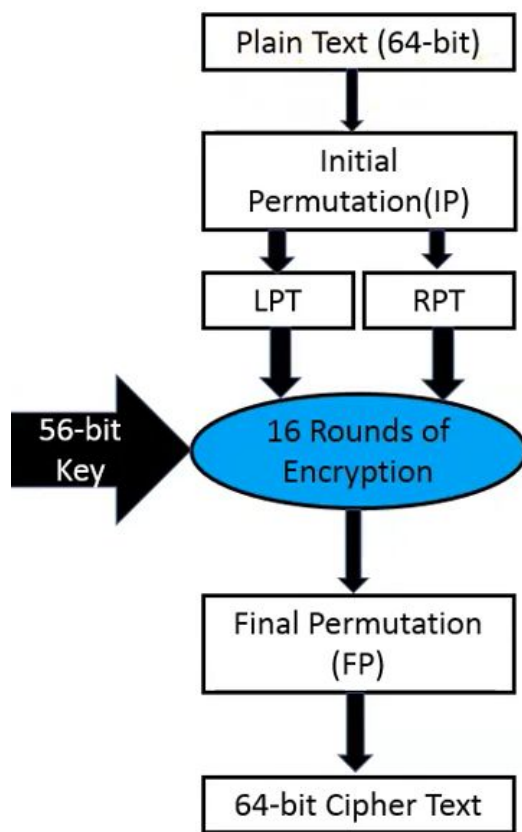 Plain Text (64-bit)
Initial
Permutation(IP)
LPT
RPT
56-bit
Key
16 Rounds of
Encryption
Final Permutation
(FP)
64-bit Cipher Text